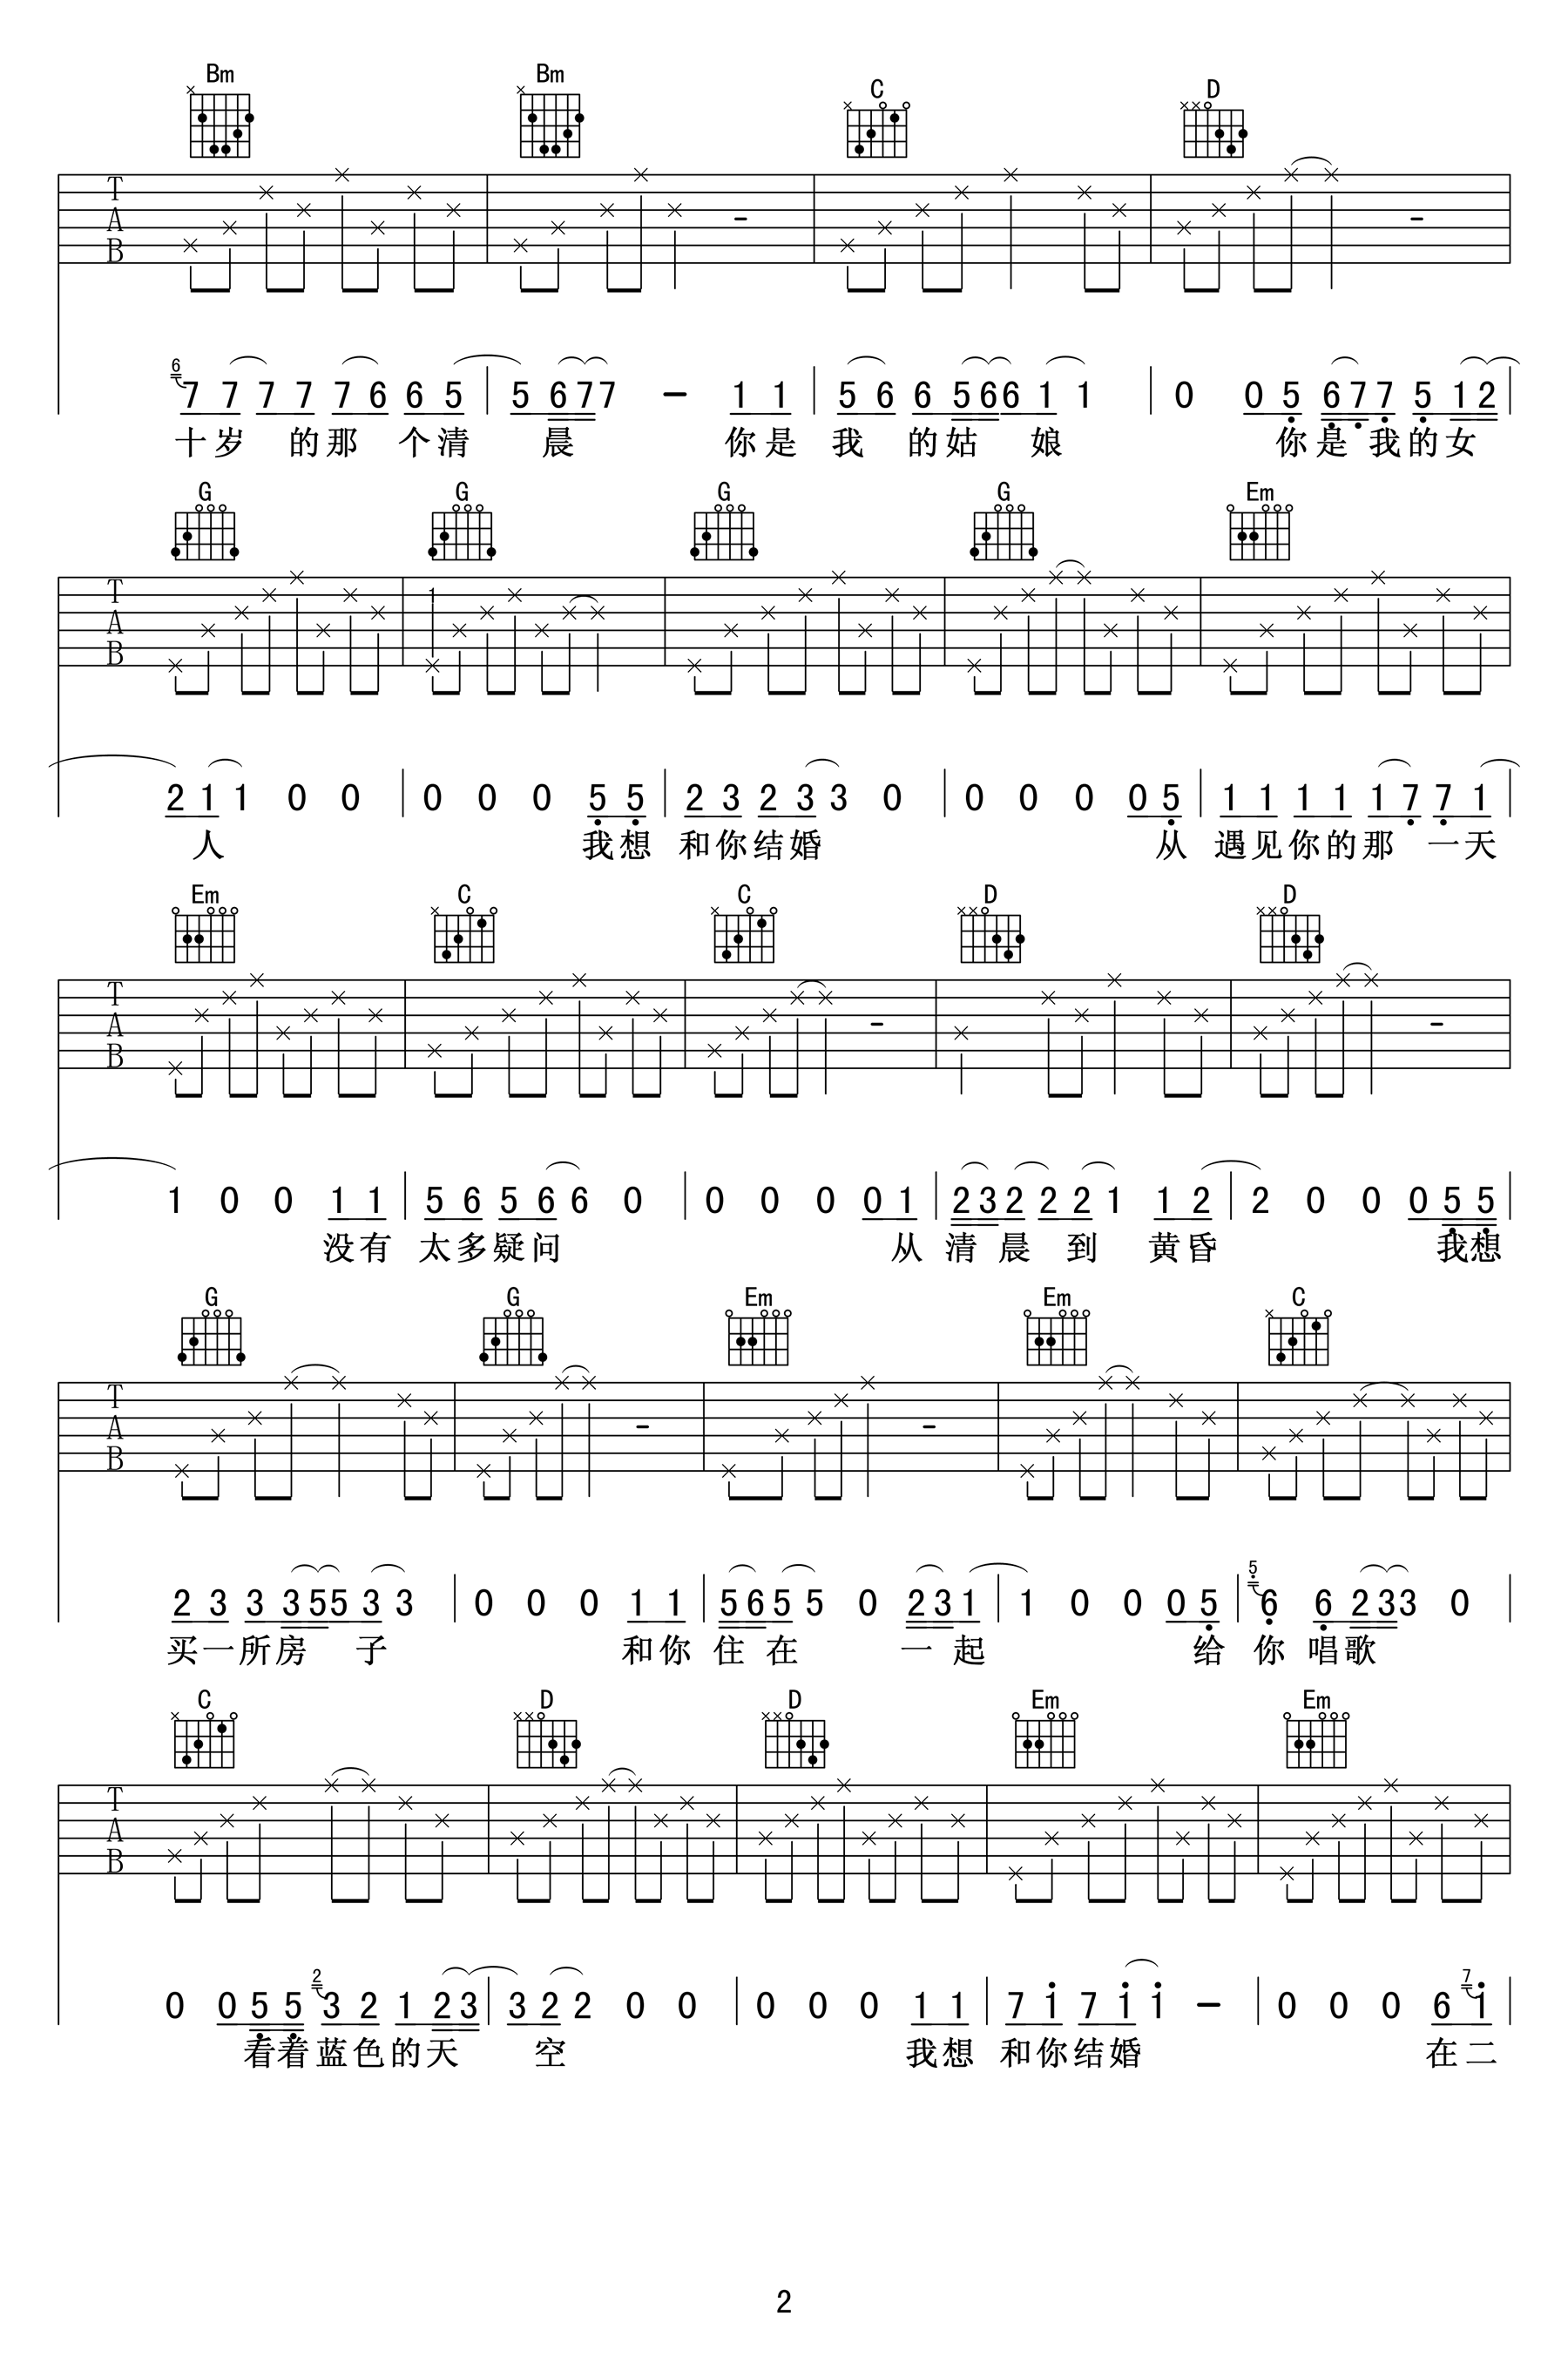 Bm Bm C D
T A B
6 7 7 7 7 7 6 6 5 | 5 6 7 7 - 1 1 | 5 6 6 5 6 6 1 1 | 0 0 5 6 7 7 5 1 2 |
十岁 的那 个清 晨 你是 我 的姑 娘 你是我的女
G G G G Em
T A B
1
2 1 1 0 0 | 0 0 0 5 5 | 2 3 2 3 3 0 | 0 0 0 0 5 | 1 1 1 1 1 7 7 1 |
人 我想 和你结婚 从 遇见你的那 一天
Em C C D D
T A B
1 0 0 1 1 | 5 6 5 6 6 0 | 0 0 0 0 1 | 2 3 2 2 2 1 1 2 | 2 0 0 0 5 5 |
没有 太多疑问 从 清 晨 到 黄昏 我想
G G Em Em C
T A B
2 3 3 3 5 5 3 3 | 0 0 0 1 1 | 5 6 5 5 0 2 3 1 | 1 0 0 0 5 | 5 6 6 2 3 3 0 |
买一所房 子 和你 住 在 一 起 给 你 唱歌
C D D Em Em
T A B
0 0 5 5 2 3 2 1 2 3 | 3 2 2 0 0 | 0 0 0 1 1 | 7 1 7 1 1 - | 0 0 0 6 7 1 |
看着蓝色的天 空 我想 和你结婚 在二
2